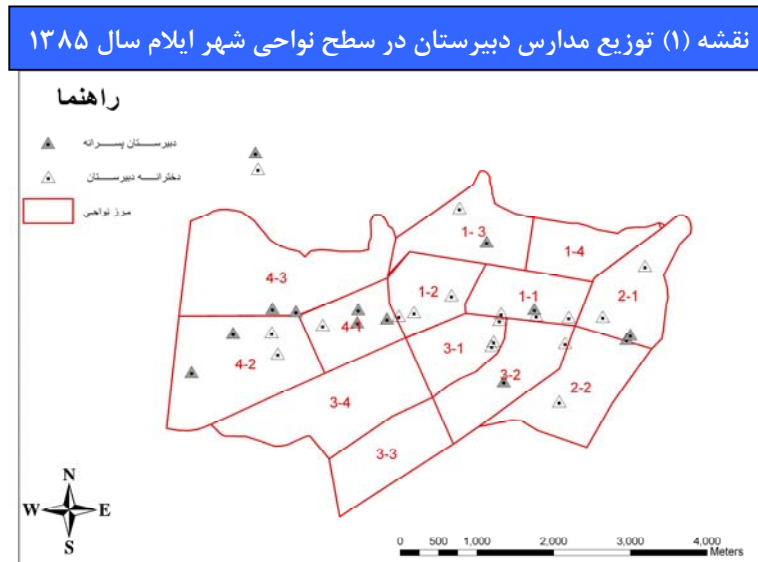 نقشه (۱) توزیع مدارس دبیرستان در سطح نواحی شهر ایلام سال ۱۳۸۵
راهنما
دبیرستان پسرانه
دخترانه دبیرستان
مرز نواحی
1- 3
1-4
4-3
1-2
1-1
2-1
4-1
4-2
3-1
3-2
2-2
3-4
3-3
N
W E
S
0 500 1,000 2,000 3,000 4,000
Meters